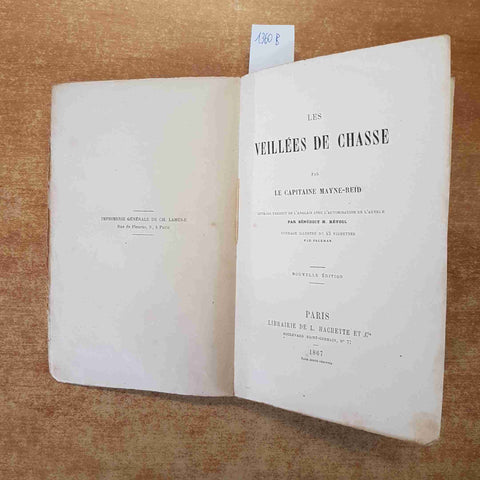 1360 B
IMPRIMERIE GÉNÉRALE DE CH. LAHURE
Rue de Fleurus, 9, à Paris
LES
VEILLÉES DE CHASSE
PAR
LE CAPITAINE MAYNE-REID
OUVRAGE TRADUIT DE L'ANGLAIS AVEC L'AUTORISATION DE L'AUTEUR
PAR BÉNÉDICT H. RÉVOIL
OUVRAGE ILLUSTRÉ DE 43 VIGNETTES
PAR FREEMAN
NOUVELLE ÉDITION
PARIS
LIBRAIRIE DE L. HACHETTE ET Cie
BOULEVARD SAINT-GERMAIN, N° 77
1867